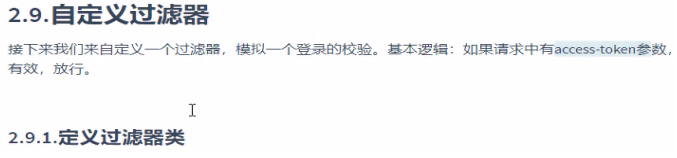 2.9.自定义过滤器
接下来我们来自定义一个过滤器，模拟一个登录的校验。基本逻辑：如果请求中有access-token参数，
有效，放行。
2.9.1.定义过滤器类